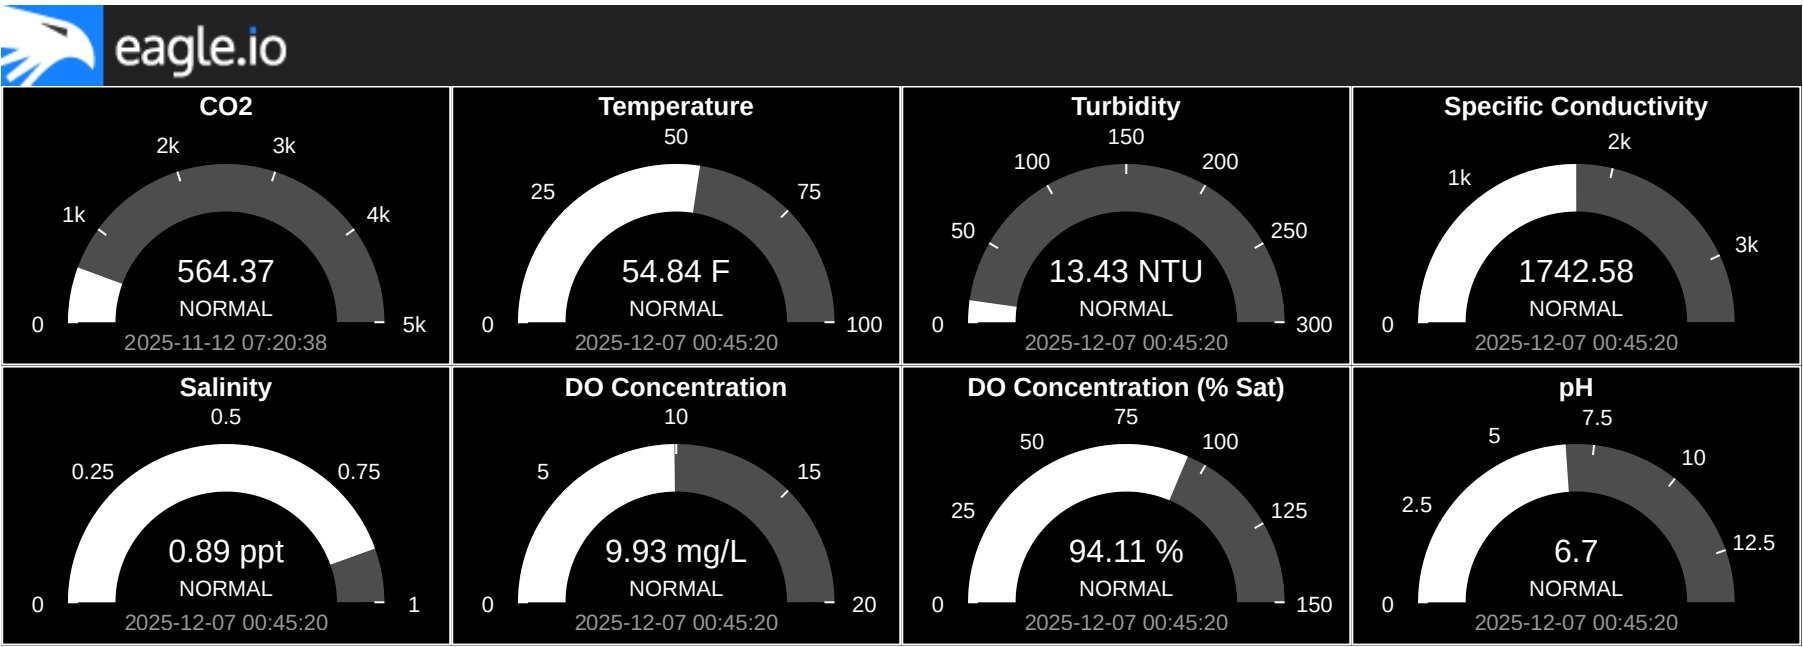 eagle.io
CO2
0
1k
2k
3k
4k
5k
564.37
NORMAL
2025-11-12 07:20:38
Temperature
0
25
50
75
100
54.84 F
NORMAL
2025-12-07 00:45:20
Turbidity
0
50
100
150
200
250
300
13.43 NTU
NORMAL
2025-12-07 00:45:20
Specific Conductivity
0
1k
2k
3k
1742.58
NORMAL
2025-12-07 00:45:20
Salinity
0
0.25
0.5
0.75
1
0.89 ppt
NORMAL
2025-12-07 00:45:20
DO Concentration
0
5
10
15
20
9.93 mg/L
NORMAL
2025-12-07 00:45:20
DO Concentration (% Sat)
0
25
50
75
100
125
150
94.11 %
NORMAL
2025-12-07 00:45:20
pH
0
2.5
5
7.5
10
12.5
6.7
NORMAL
2025-12-07 00:45:20